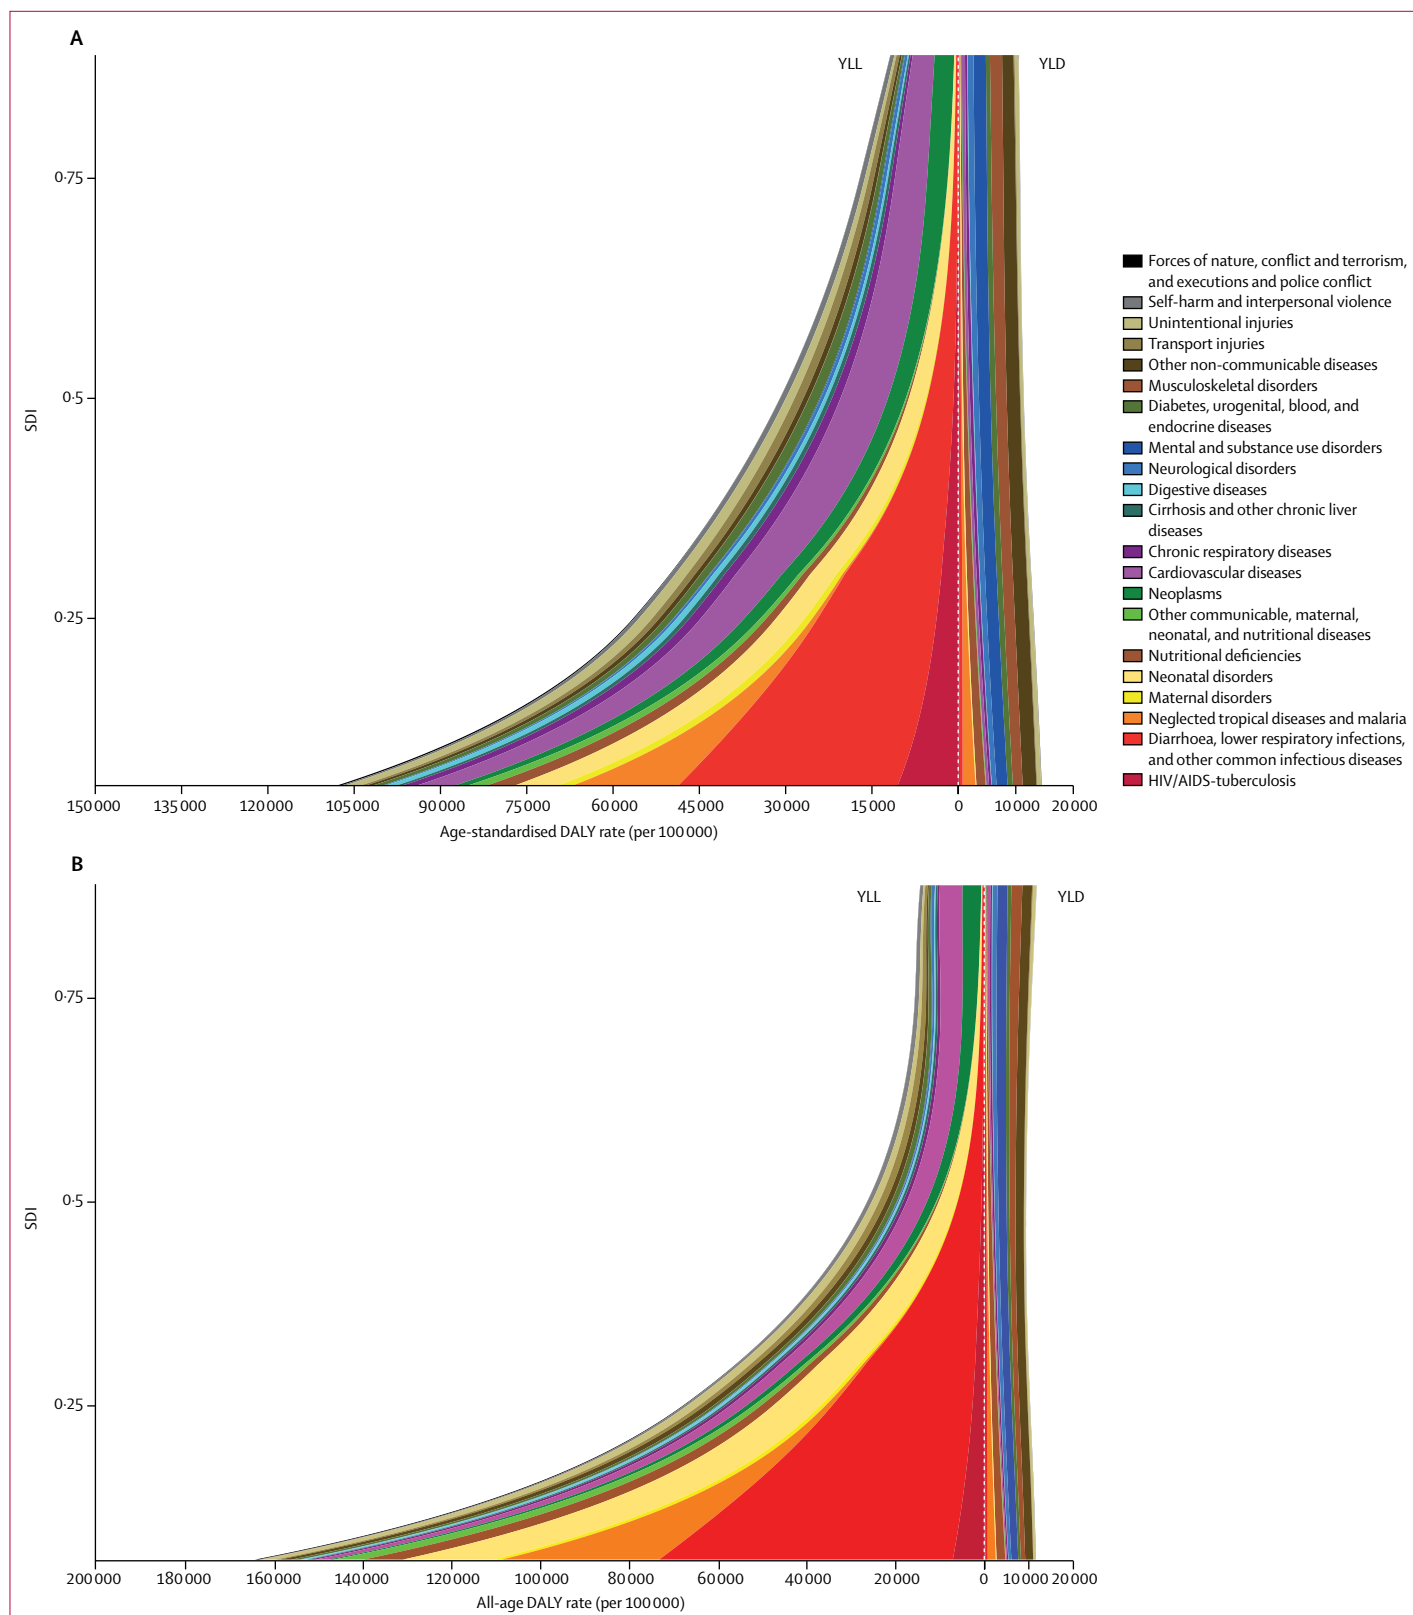 A
YLL
YLD
0·75
0·5
0·25
SDI
150 000
135 000
120 000
105 000
90 000
75 000
60 000
45 000
30 000
15 000
0
10 000
20 000
Age-standardised DALY rate (per 100 000)
Forces of nature, conflict and terrorism,
and executions and police conflict
Self-harm and interpersonal violence
Unintentional injuries
Transport injuries
Other non-communicable diseases
Musculoskeletal disorders
Diabetes, urogenital, blood, and
endocrine diseases
Mental and substance use disorders
Neurological disorders
Digestive diseases
Cirrhosis and other chronic liver
diseases
Chronic respiratory diseases
Cardiovascular diseases
Neoplasms
Other communicable, maternal,
neonatal, and nutritional diseases
Nutritional deficiencies
Neonatal disorders
Maternal disorders
Neglected tropical diseases and malaria
Diarrhoea, lower respiratory infections,
and other common infectious diseases
HIV/AIDS-tuberculosis
B
YLL
YLD
0·75
0·5
0·25
SDI
200 000
180 000
160 000
140 000
120 000
100 000
80 000
60 000
40 000
20 000
0
10 000
20 000
All-age DALY rate (per 100 000)